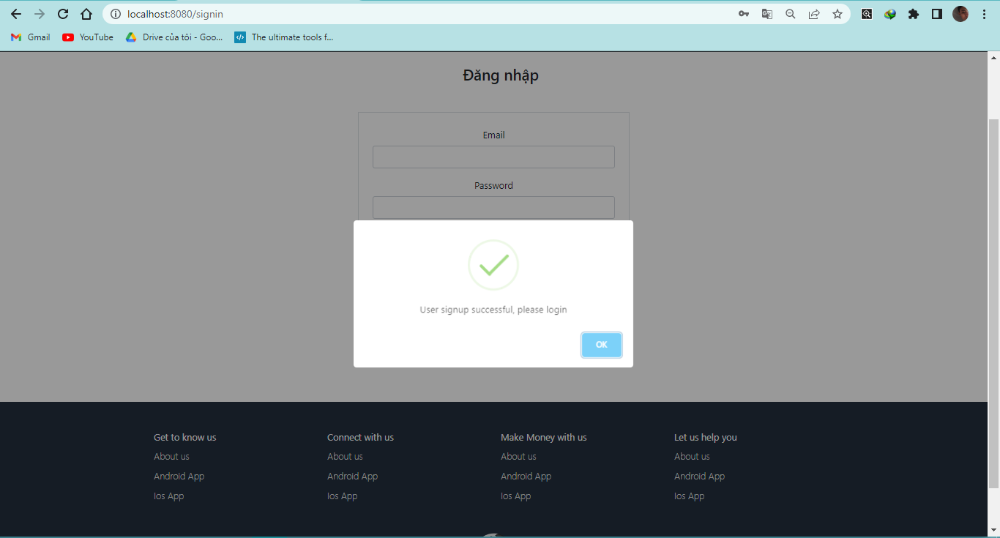 localhost:8080/signin
Gmail YouTube Drive của tôi - Goo... The ultimate tools f...
Đăng nhập
Email
Password
User signup successful, please login
OK
Get to know us Connect with us Make Money with us Let us help you
About us About us About us About us
Android App Android App Android App Android App
Ios App Ios App Ios App Ios App